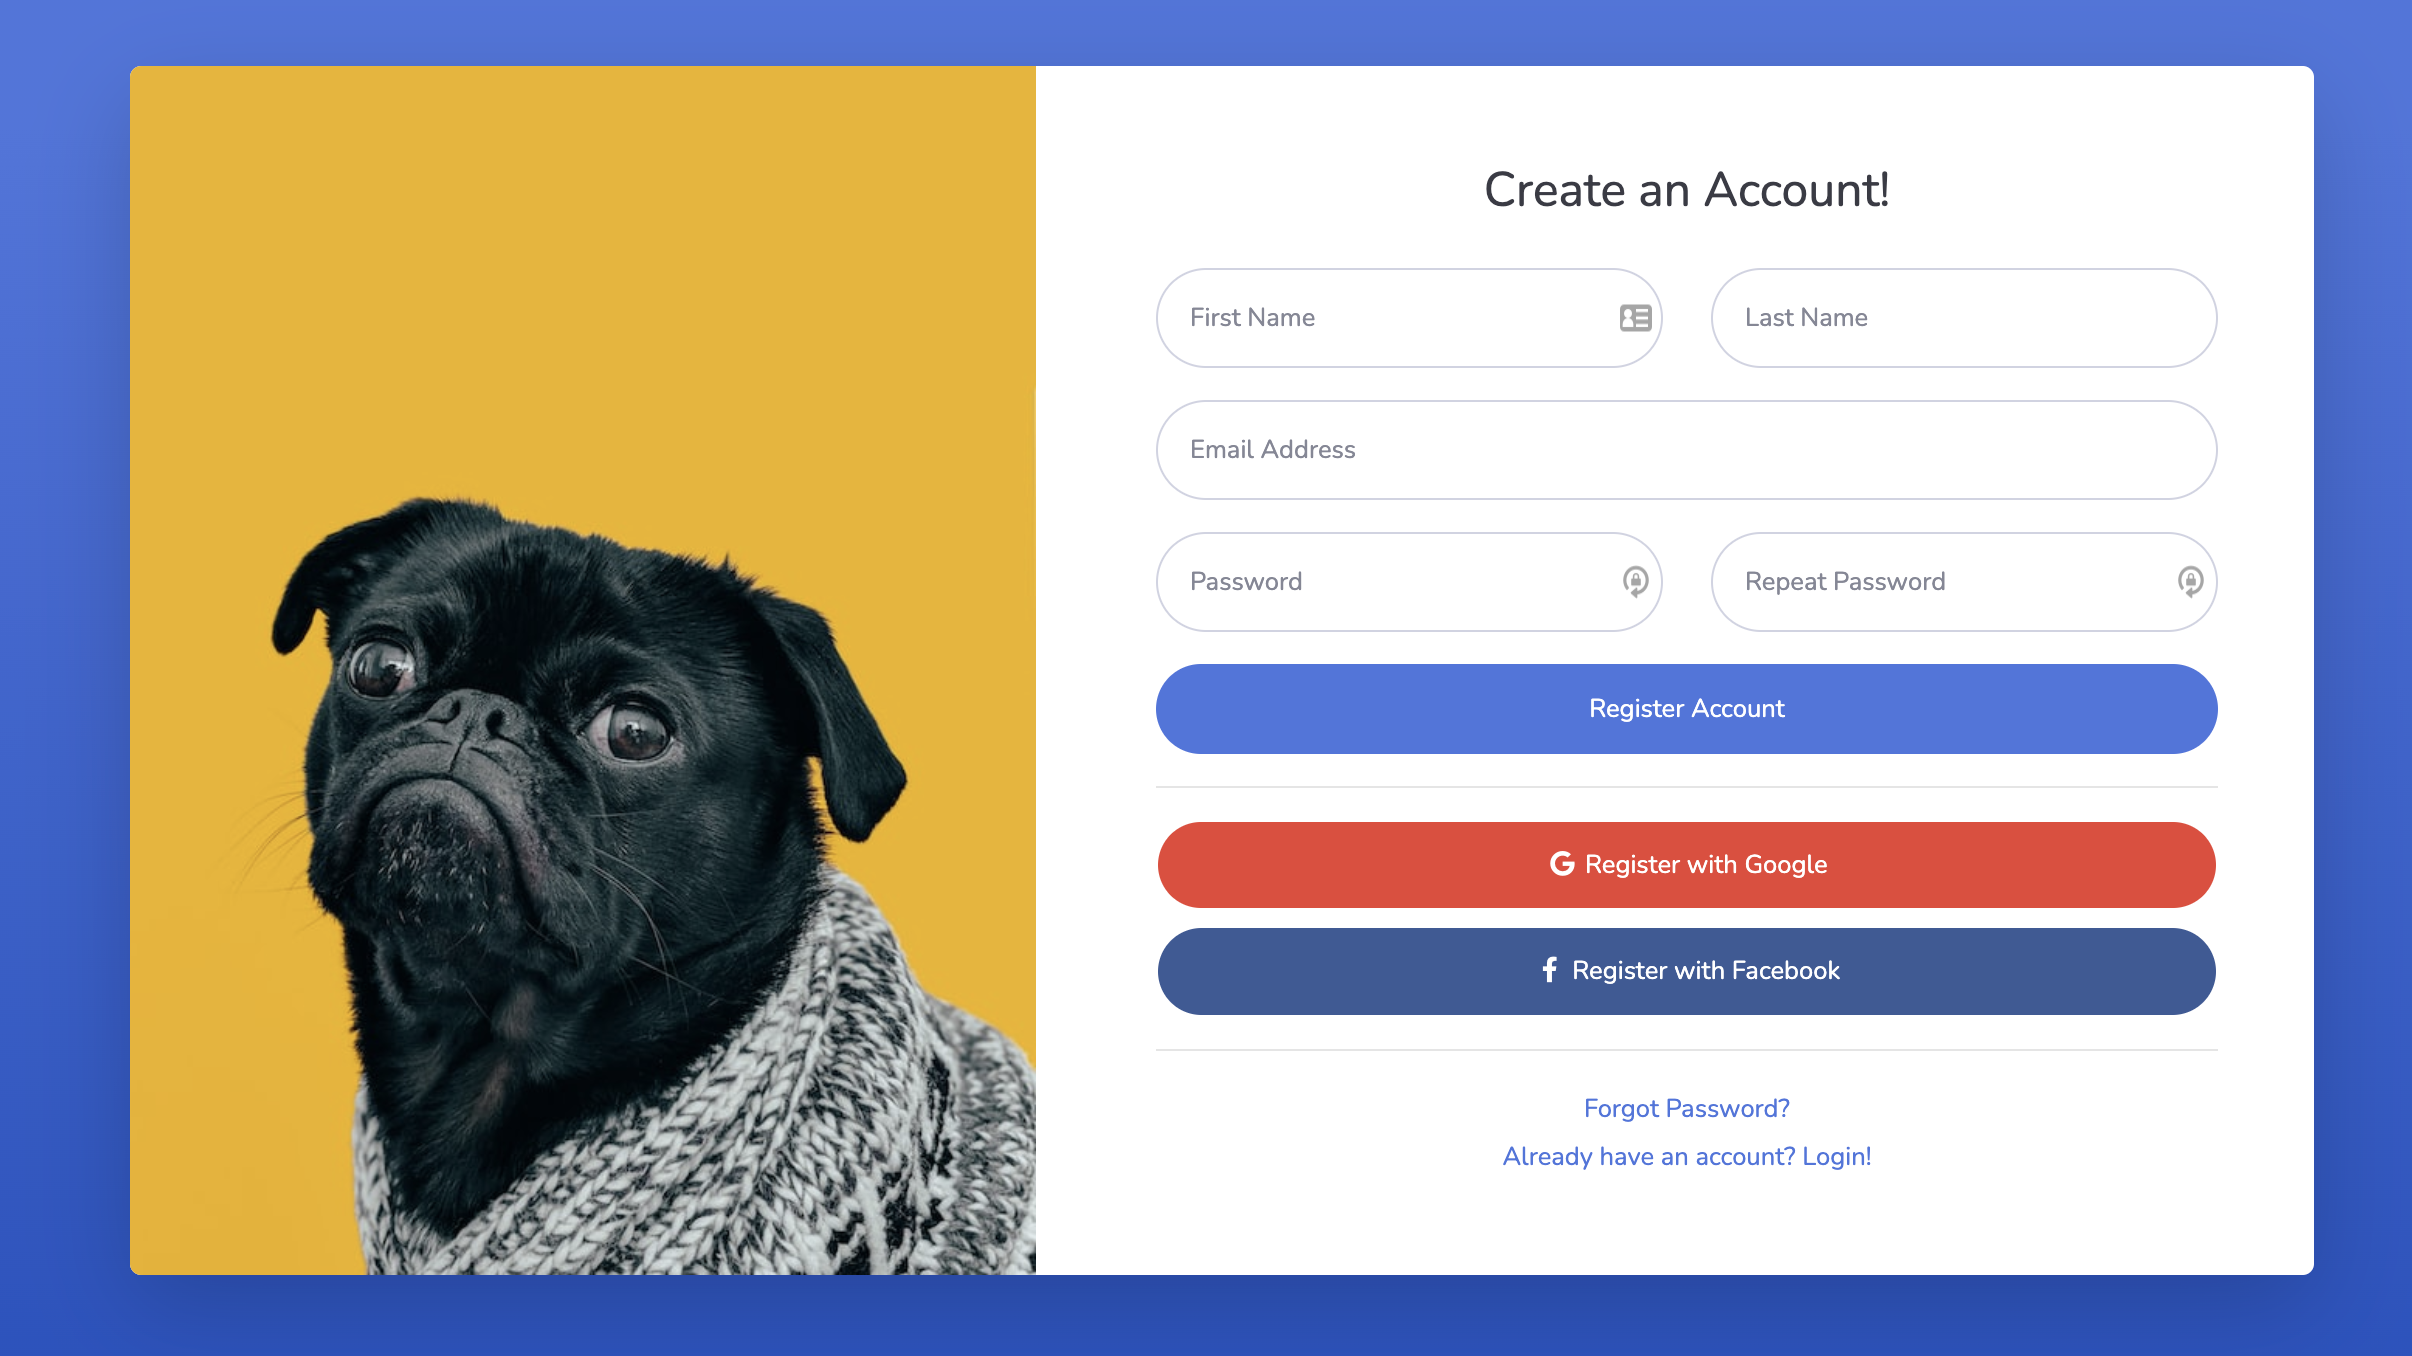 Create an Account!
First Name
Last Name
Email Address
Password
Repeat Password
Register Account
Register with Google
Register with Facebook
Forgot Password?
Already have an account? Login!